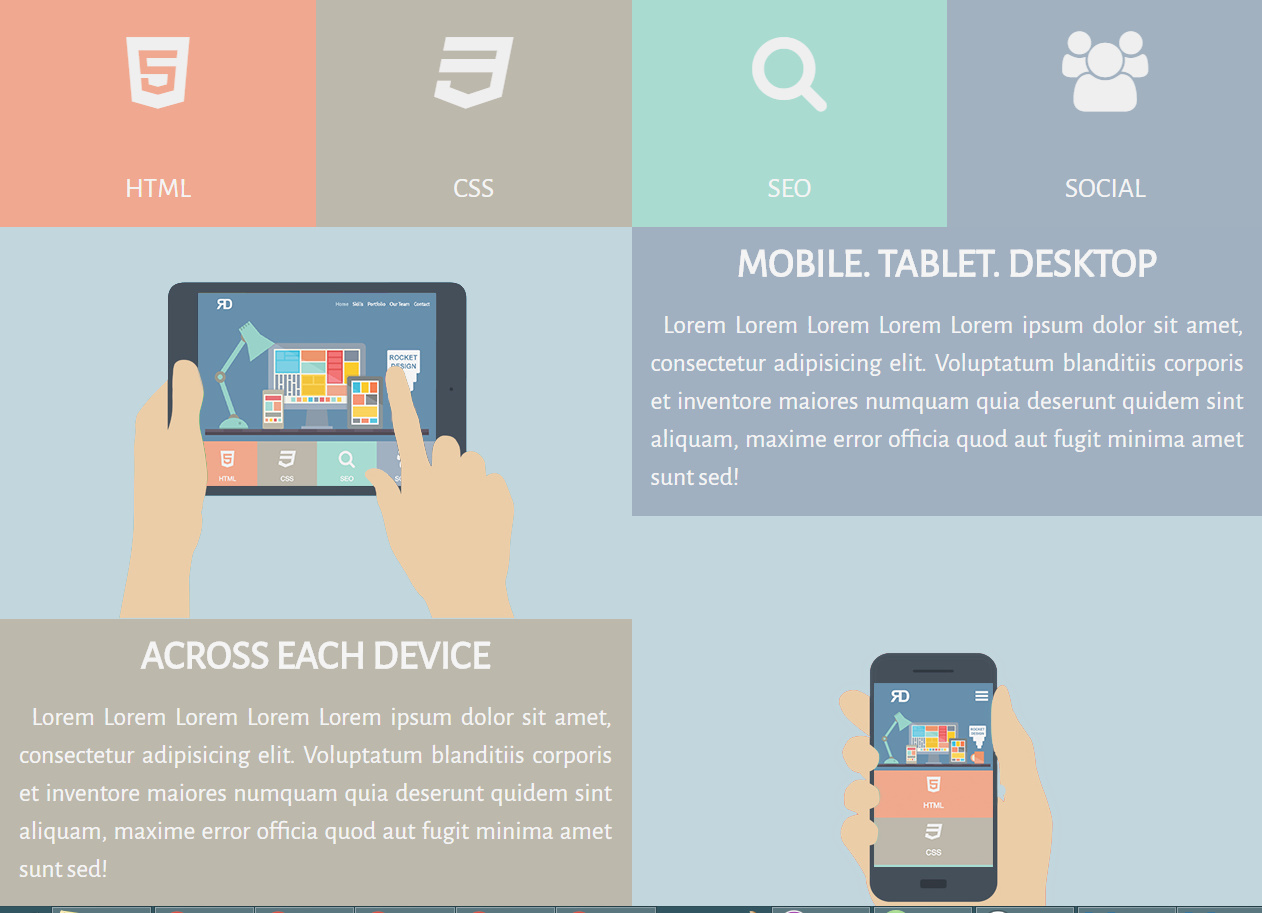 HTML
CSS
SEO
SOCIAL
MOBILE. TABLET. DESKTOP
Lorem Lorem Lorem Lorem Lorem ipsum dolor sit amet,
consectetur adipisicing elit. Voluptatum blanditiis corporis
et inventore maiores numquam quia deserunt quidem sint
aliquam, maxime error officia quod aut fugit minima amet
sunt sed!
RD
Home Skills Portfolio Our Team Contact
ROCKET
DESIGN
HTML
CSS
SEO
ACROSS EACH DEVICE
Lorem Lorem Lorem Lorem Lorem ipsum dolor sit amet,
consectetur adipisicing elit. Voluptatum blanditiis corporis
et inventore maiores numquam quia deserunt quidem sint
aliquam, maxime error officia quod aut fugit minima amet
sunt sed!
RD
ROCKET
DESIGN
HTML
CSS